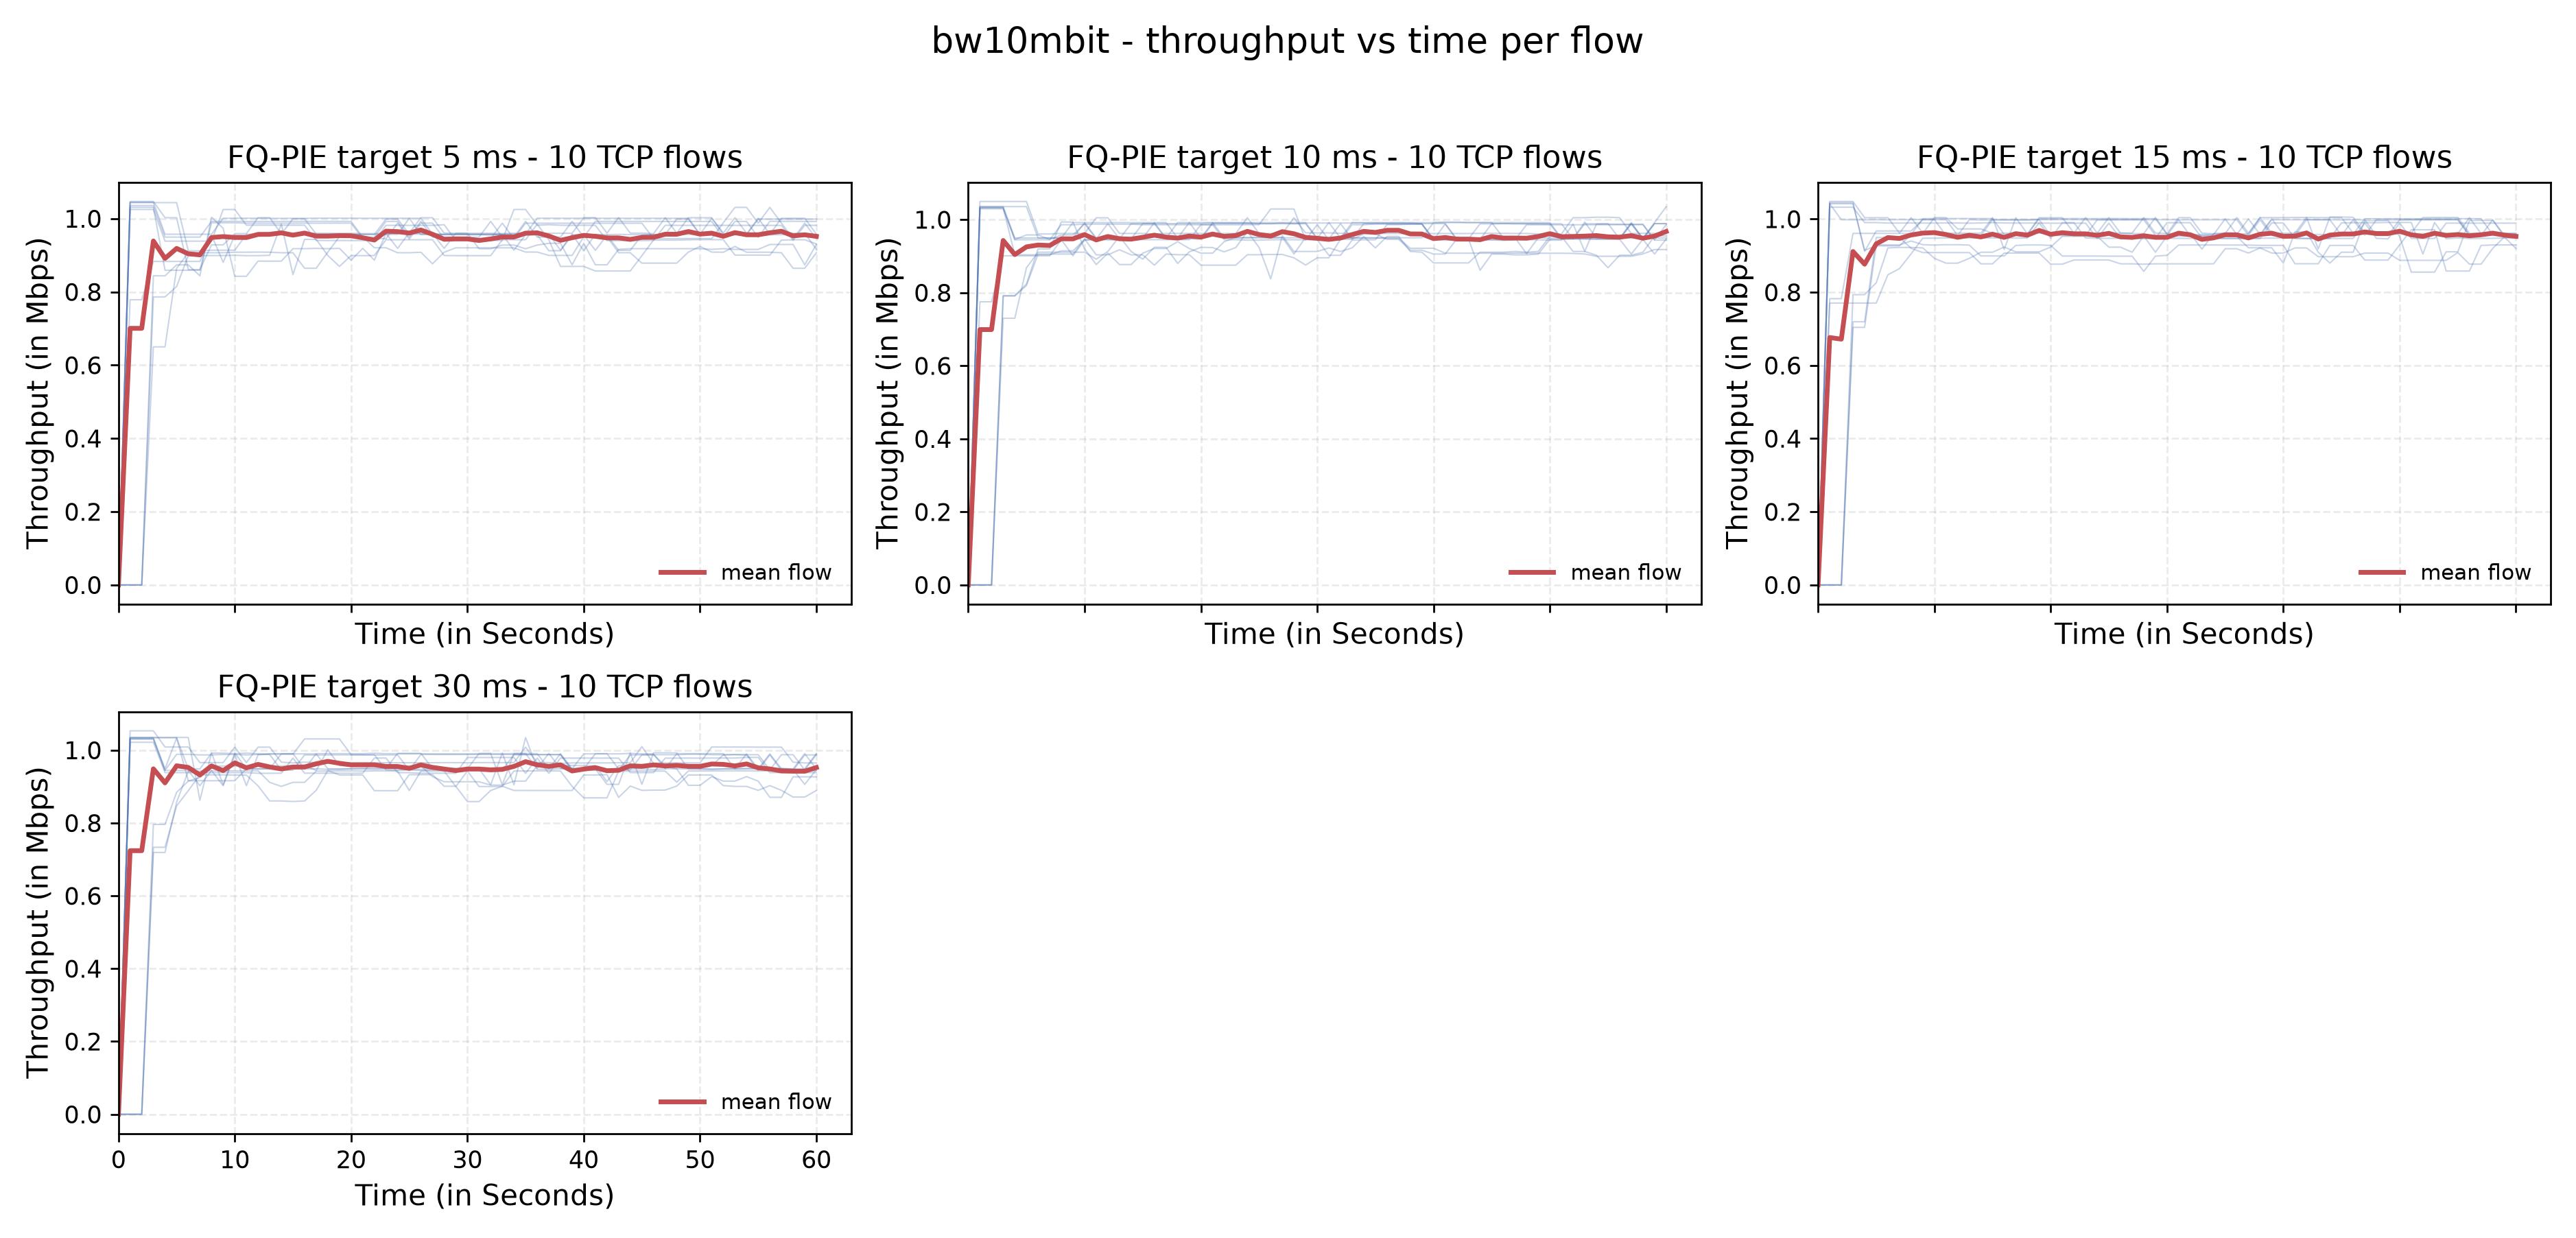 bw10mbit - throughput vs time per flow
FQ-PIE target 5 ms - 10 TCP flows
Throughput (in Mbps)
1.0
0.8
0.6
0.4
0.2
0.0
mean flow
Time (in Seconds)
FQ-PIE target 10 ms - 10 TCP flows
Throughput (in Mbps)
1.0
0.8
0.6
0.4
0.2
0.0
mean flow
Time (in Seconds)
FQ-PIE target 15 ms - 10 TCP flows
Throughput (in Mbps)
1.0
0.8
0.6
0.4
0.2
0.0
mean flow
Time (in Seconds)
FQ-PIE target 30 ms - 10 TCP flows
Throughput (in Mbps)
1.0
0.8
0.6
0.4
0.2
0.0
mean flow
0 10 20 30 40 50 60
Time (in Seconds)